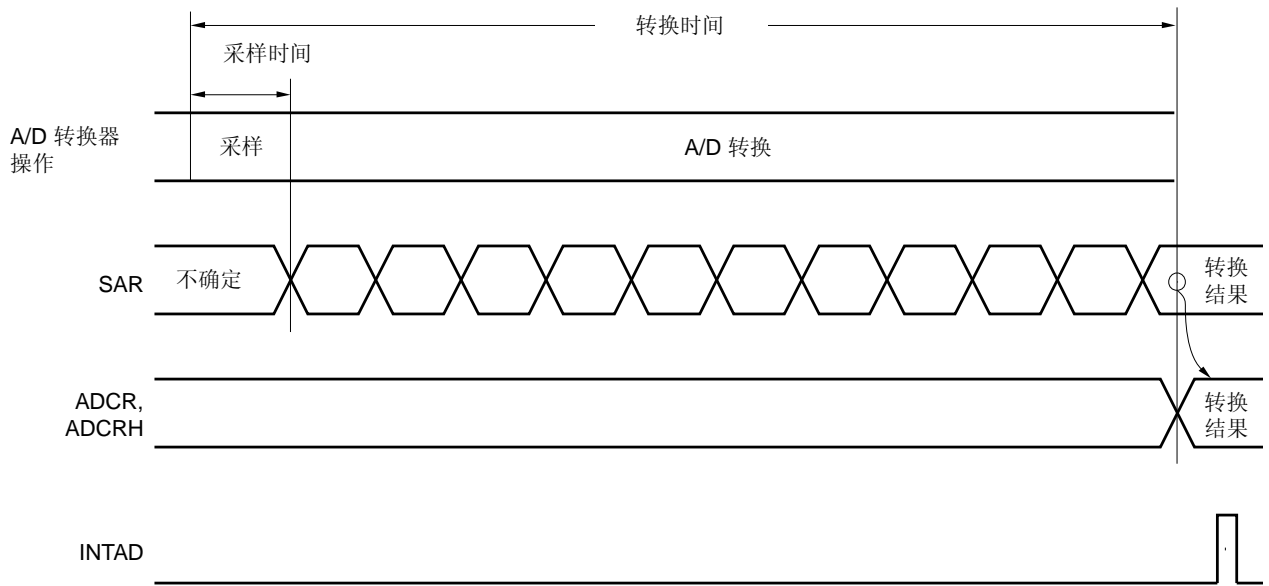 转换时间
采样时间
A/D 转换器
操作
采样
A/D 转换
SAR
不确定
转换
结果
ADCR,
ADCRH
转换
结果
INTAD